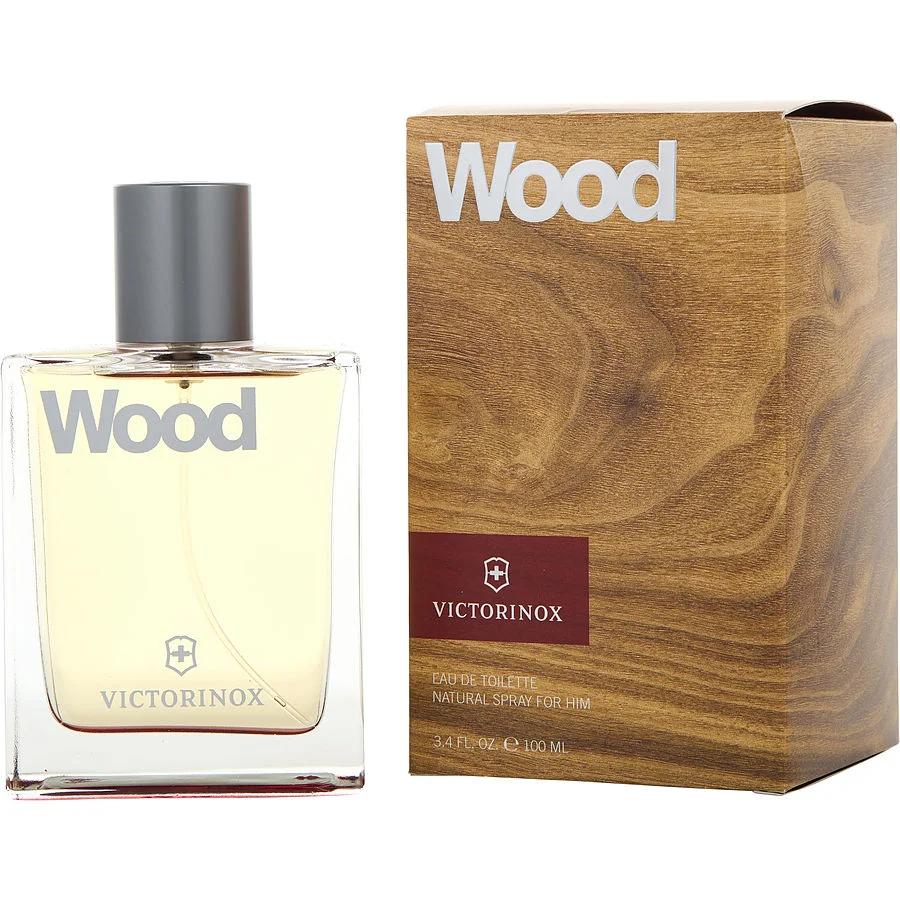 Wood
VICTORINOX
Wood
VICTORINOX
EAU DE TOILETTE
NATURAL SPRAY FOR HIM
3.4 FL. OZ. ℮ 100 ML